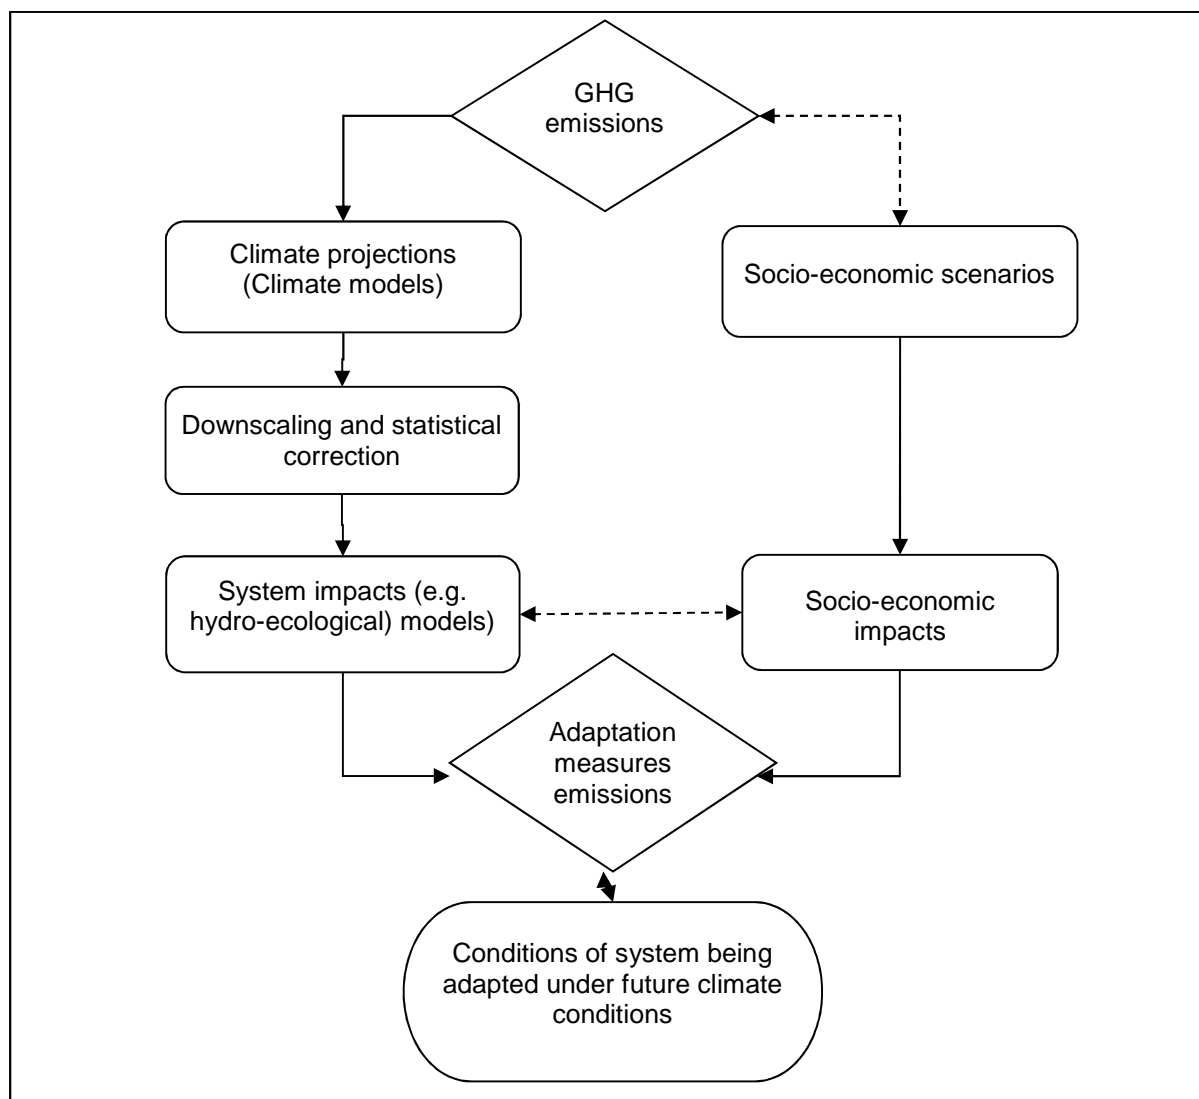 GHG
emissions
Climate projections
(Climate models)
Socio-economic scenarios
Downscaling and statistical
correction
System impacts (e.g.
hydro-ecological) models)
Socio-economic
impacts
Adaptation
measures
emissions
Conditions of system being
adapted under future climate
conditions